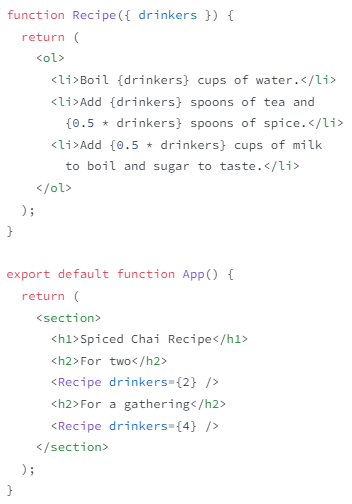 function Recipe({ drinkers }) {
  return (
    <ol>
      <li>Boil {drinkers} cups of water.</li>
      <li>Add {drinkers} spoons of tea and
        {0.5 * drinkers} spoons of spice.</li>
      <li>Add {0.5 * drinkers} cups of milk
        to boil and sugar to taste.</li>
    </ol>
  );
}

export default function App() {
  return (
    <section>
      <h1>Spiced Chai Recipe</h1>
      <h2>For two</h2>
      <Recipe drinkers={2} />
      <h2>For a gathering</h2>
      <Recipe drinkers={4} />
    </section>
  );
}